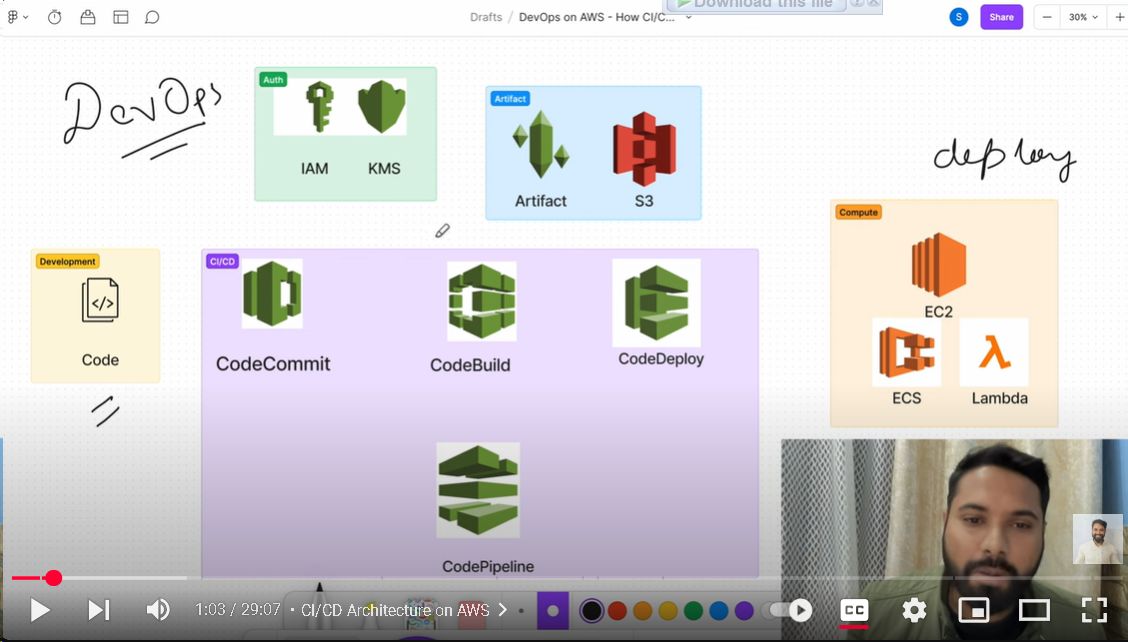 Drafts / DevOps on AWS - How CI/C...
Download this file
S
Share
30%
DevOps
Auth
IAM
KMS
Artifact
Artifact
S3
deploy
Compute
EC2
ECS
Lambda
Development
Code
CI/CD
CodeCommit
CodeBuild
CodeDeploy
CodePipeline
1:03 / 29:07 • CI/CD Architecture on AWS
CC